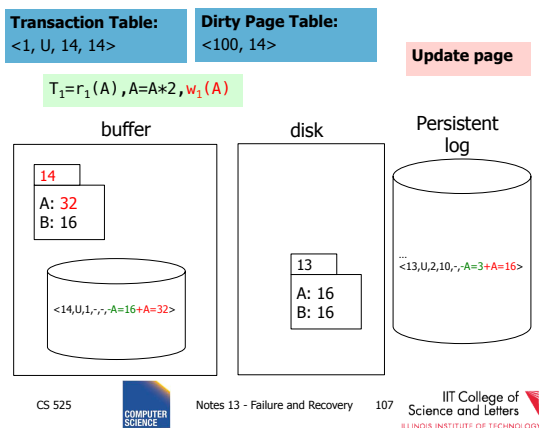 Transaction Table:
<1, U, 14, 14>
Dirty Page Table:
<100, 14>
Update page
T1=r1(A),A=A*2,w1(A)
buffer
disk
Persistent
log
14
A: 32
B: 16
<14,U,1,-,-,-A=16+A=32>
13
A: 16
B: 16
...
<13,U,2,10,-,-A=3+A=16>
CS 525
COMPUTER
SCIENCE
Notes 13 - Failure and Recovery
107
IIT College of
Science and Letters
ILLINOIS INSTITUTE OF TECHNOLOGY